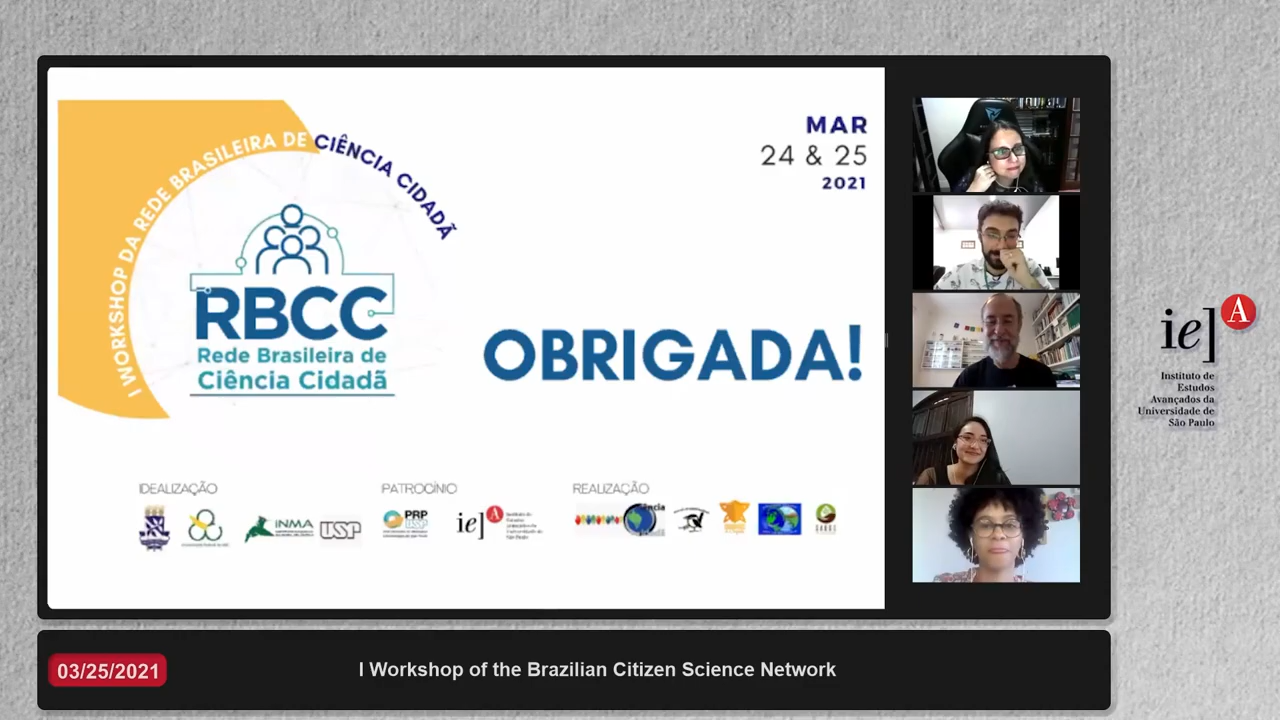 I WORKSHOP DA REDE BRASILEIRA DE CIÊNCIA CIDADÃ
MAR
24 & 25
2021
RBCC
Rede Brasileira de
Ciência Cidadã
OBRIGADA!
IDEALIZAÇÃO
PATROCÍNIO
REALIZAÇÃO
INMA
USP
PRP
USP
ie] A
ência
ie] A
Instituto de
Estudos
Avançados da
Universidade de
São Paulo
03/25/2021
I Workshop of the Brazilian Citizen Science Network